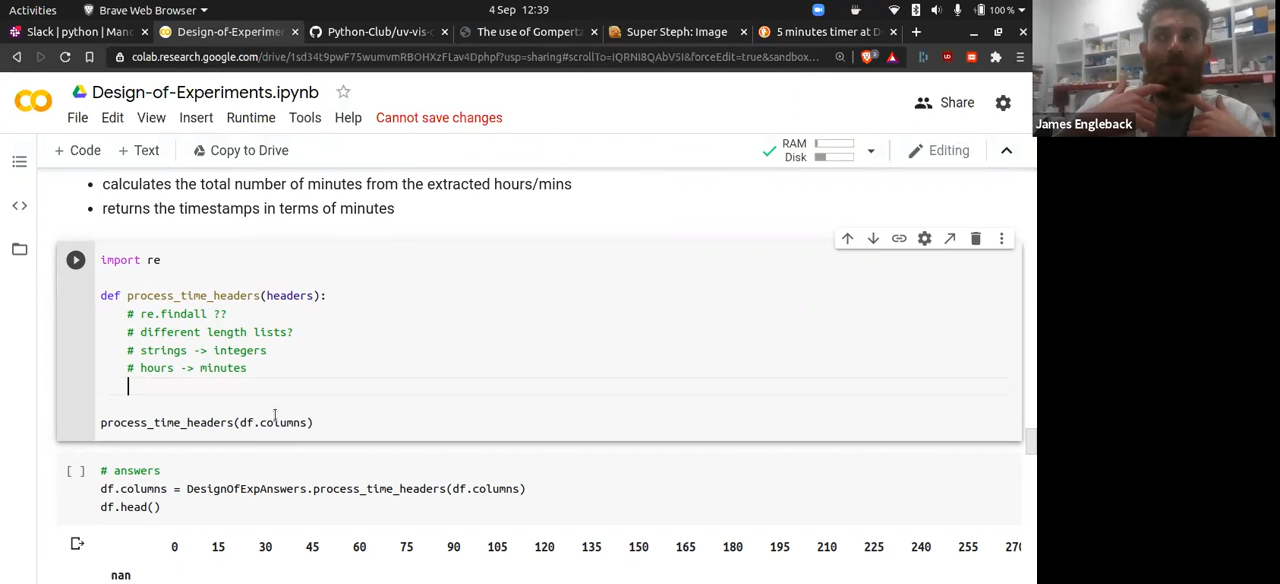 Activities Brave Web Browser 4 Sep 12:39 100 %
Slack | python | Man Design-of-Experimen Python-Club/uv-vis- The use of Gompertz Super Steph: Image 5 minutes timer at D
colab.research.google.com/drive/1sd34t9pwF75wumvmRBOHXzFLav4Dphpf?usp=sharing#scrollTo=IQRNI8QAbVSI&forceEdit=true&sandbox...
Design-of-Experiments.ipynb
Share
File Edit View Insert Runtime Tools Help Cannot save changes
James Engleback
+ Code + Text Copy to Drive RAM Disk Editing
• calculates the total number of minutes from the extracted hours/mins
• returns the timestamps in terms of minutes
import re
def process_time_headers(headers):
# re.findall ??
# different length lists?
# strings -> integers
# hours -> minutes
process_time_headers(df.columns)
[ ] # answers
df.columns = DesignOfExpAnswers.process_time_headers(df.columns)
df.head()
0 15 30 45 60 75 90 105 120 135 150 165 180 195 210 225 240 255 270
nan